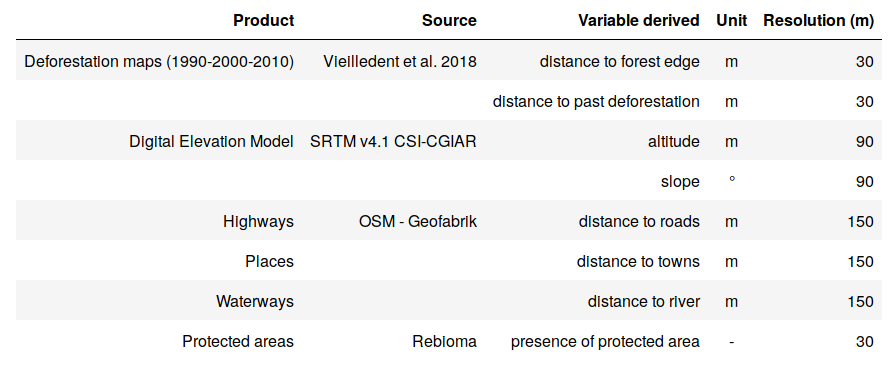 Product Source Variable derived Unit Resolution (m)
Deforestation maps (1990-2000-2010) Vieilledent et al. 2018 distance to forest edge m 30
distance to past deforestation m 30
Digital Elevation Model SRTM v4.1 CSI-CGIAR altitude m 90
slope ° 90
Highways OSM - Geofabrik distance to roads m 150
Places distance to towns m 150
Waterways distance to river m 150
Protected areas Rebioma presence of protected area - 30